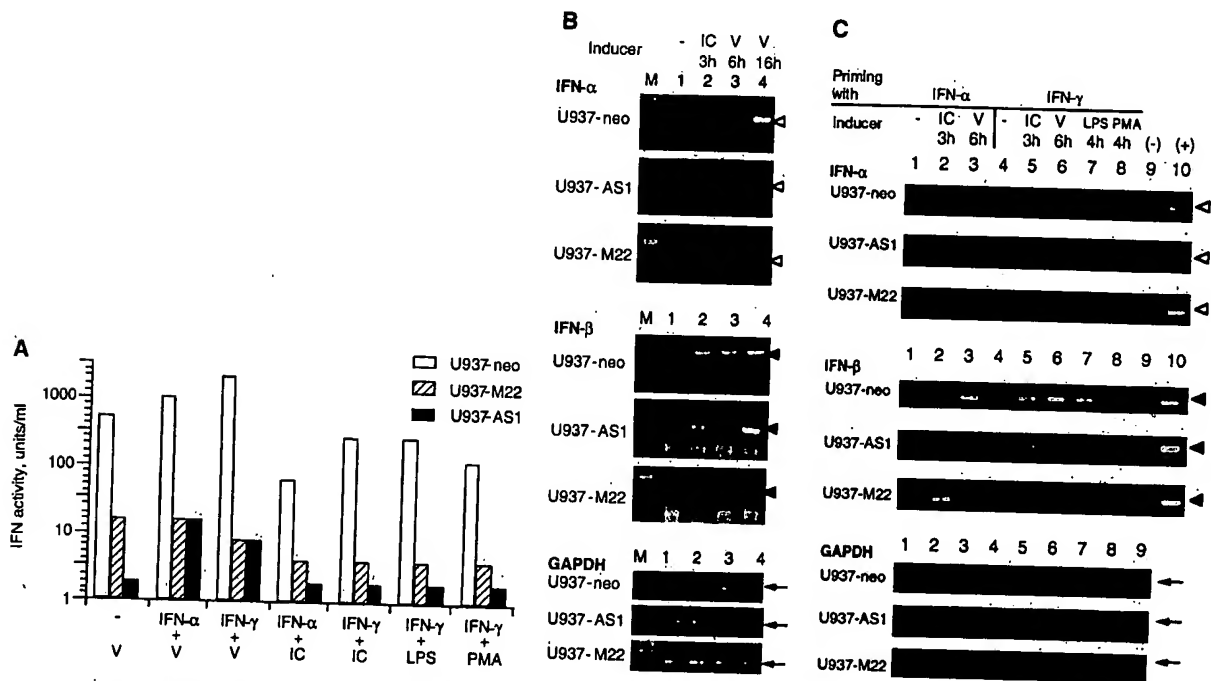 A
IFN activity, units/ml
1000
100
10
1
U937-neo
U937-M22
U937-AS1
- IFN-α IFN-γ IFN-α IFN-γ IFN-γ IFN-γ
+ + + + + +
V V V IC IC LPS PMA
B
Inducer - IC V V
3h 6h 16h
M 1 2 3 4
IFN-α
U937-neo
U937-AS1
U937-M22
M 1 2 3 4
IFN-β
U937-neo
U937-AS1
U937-M22
GAPDH M 1 2 3 4
U937-neo
U937-AS1
U937-M22
C
Priming
with IFN-α IFN-γ
Inducer - IC V - IC V LPS PMA
3h 6h 3h 6h 4h 4h (-) (+)
1 2 3 4 5 6 7 8 9 10
IFN-α
U937-neo
U937-AS1
U937-M22
1 2 3 4 5 6 7 8 9 10
IFN-β
U937-neo
U937-AS1
U937-M22
GAPDH 1 2 3 4 5 6 7 8 9
U937-neo
U937-AS1
U937-M22